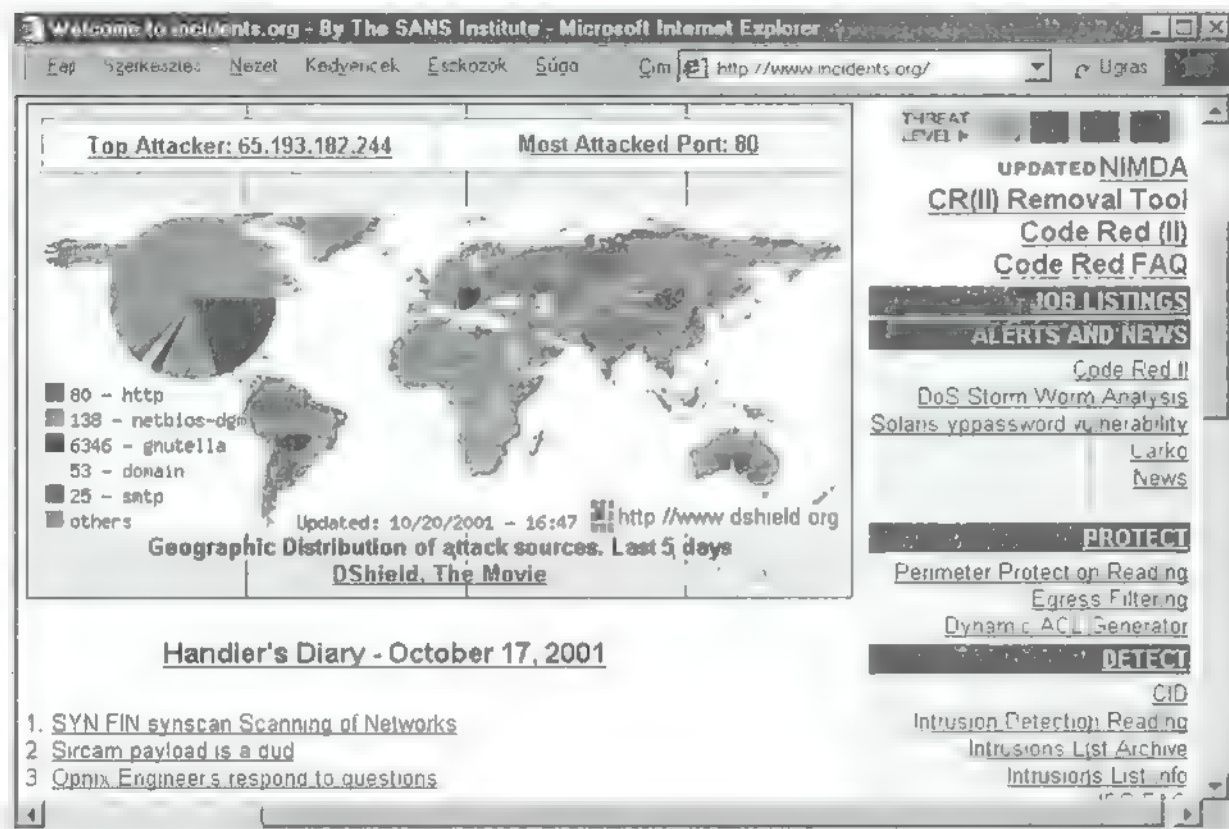 Welcome to incidents.org - By The SANS Institute - Microsoft Internet Explorer
Szerkesztés Nézet Kedvencek Eszközök Súgó Cím http://www.incidents.org/ Ugrás
Top Attacker: 65.193.182.244
Most Attacked Port: 80
THREAT LEVEL
UPDATED NIMDA
CR(II) Removal Tool
Code Red (II)
Code Red FAQ
JOB LISTINGS
ALERTS AND NEWS
Code Red II
DoS Storm Worm Analysis
Solaris yppassword vulnerability
News
80 - http
138 - netbios-dgm
6346 - gnutella
53 - domain
25 - smtp
others
Updated: 10/20/2001 - 16:47
http://www.dshield.org
Geographic Distribution of attack sources. Last 5 days
DShield, The Movie
PROTECT
Perimeter Protection Reading
Egress Filtering
Dynamic ACL Generator
DETECT
CID
Intrusion Detection Reading
Intrusions List Archive
Intrusions List Info
Handler's Diary - October 17, 2001
1. SYN FIN synscan Scanning of Networks
2 Sircam payload is a dud
3 Opnix Engineers respond to questions